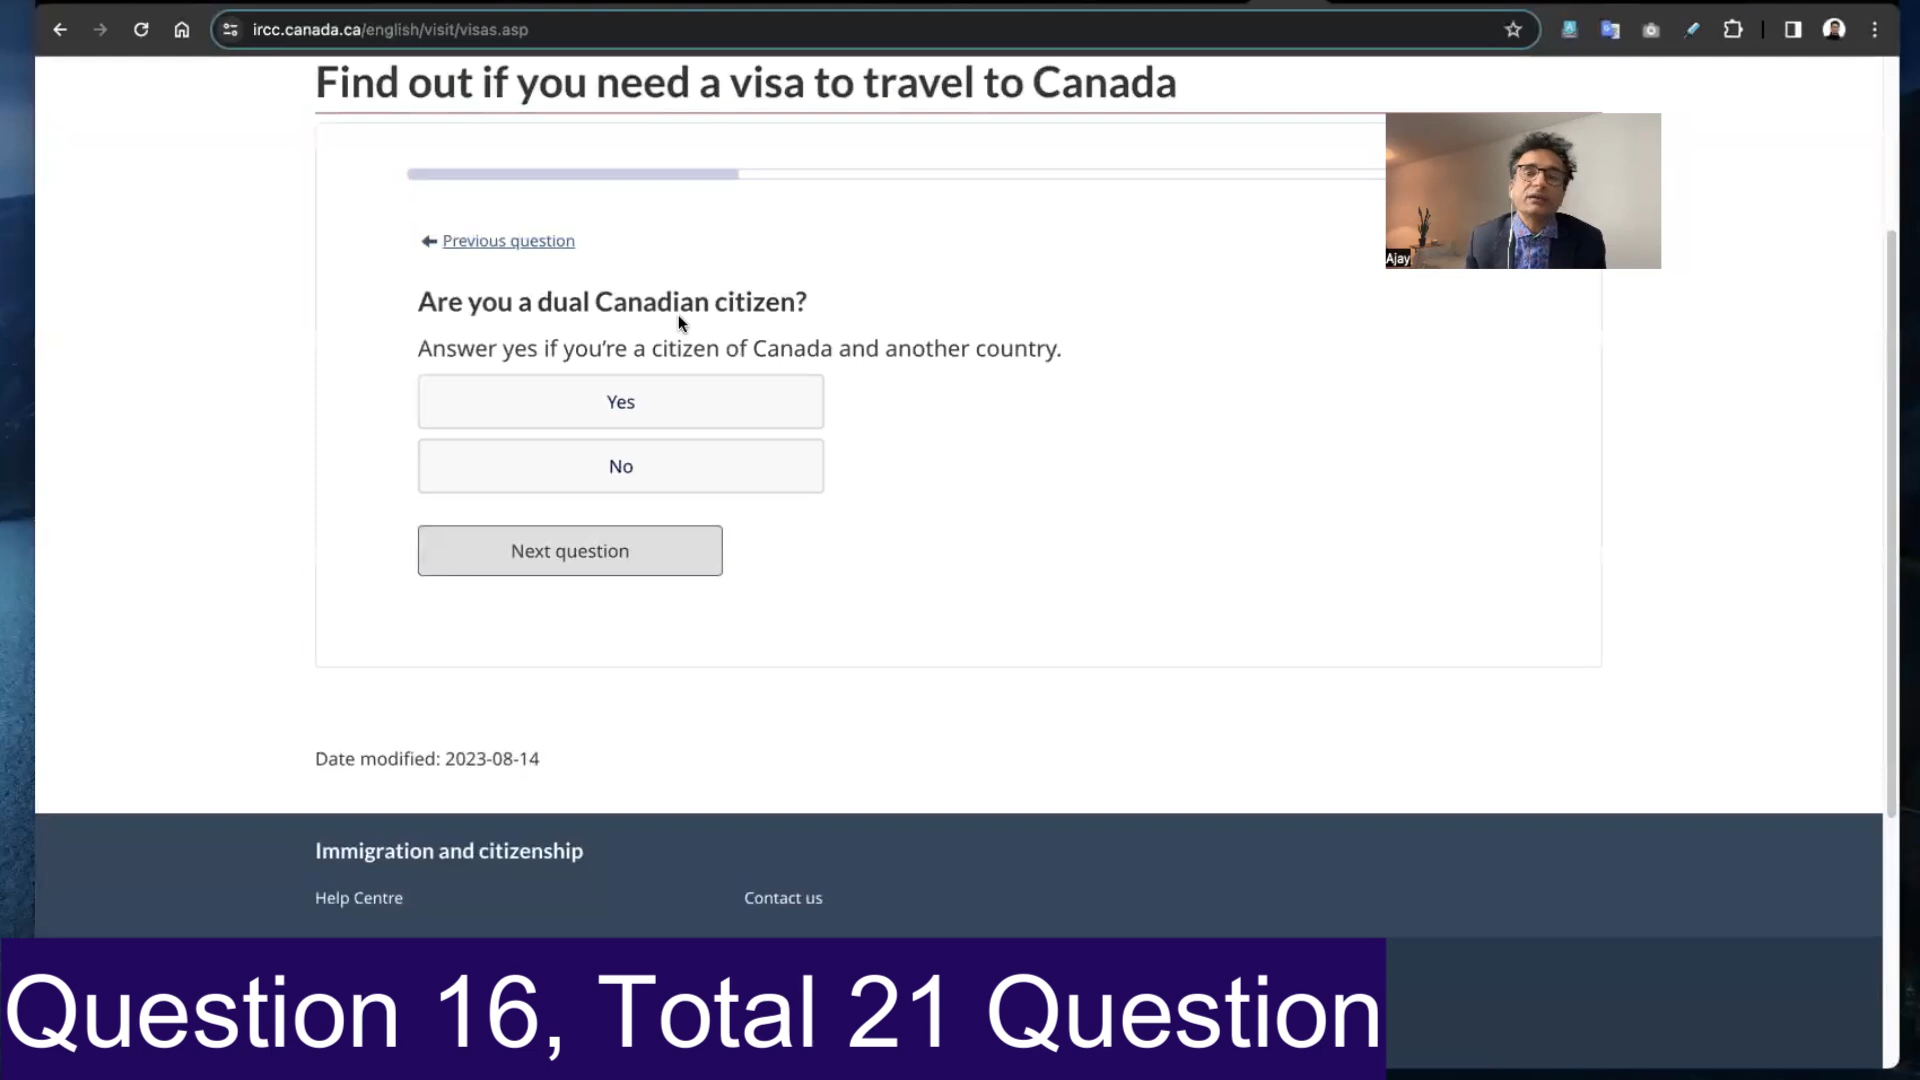 ircc.canada.ca/english/visit/visas.asp
Find out if you need a visa to travel to Canada
Previous question
Are you a dual Canadian citizen?
Answer yes if you’re a citizen of Canada and another country.
Yes
No
Next question
Ajay
Date modified: 2023-08-14
Immigration and citizenship
Help Centre
Contact us
Question 16, Total 21 Question